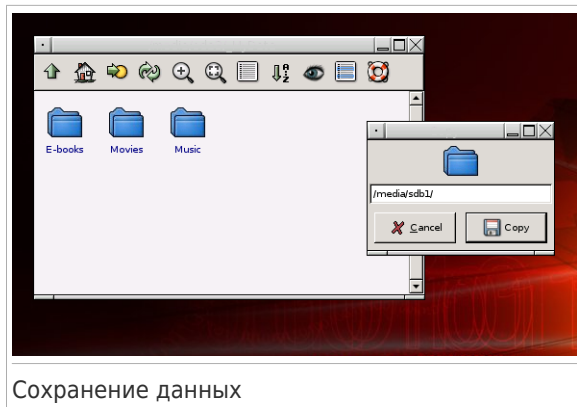 E-books Movies Music
/media/sdb1/
Cancel Copy
Сохранение данных